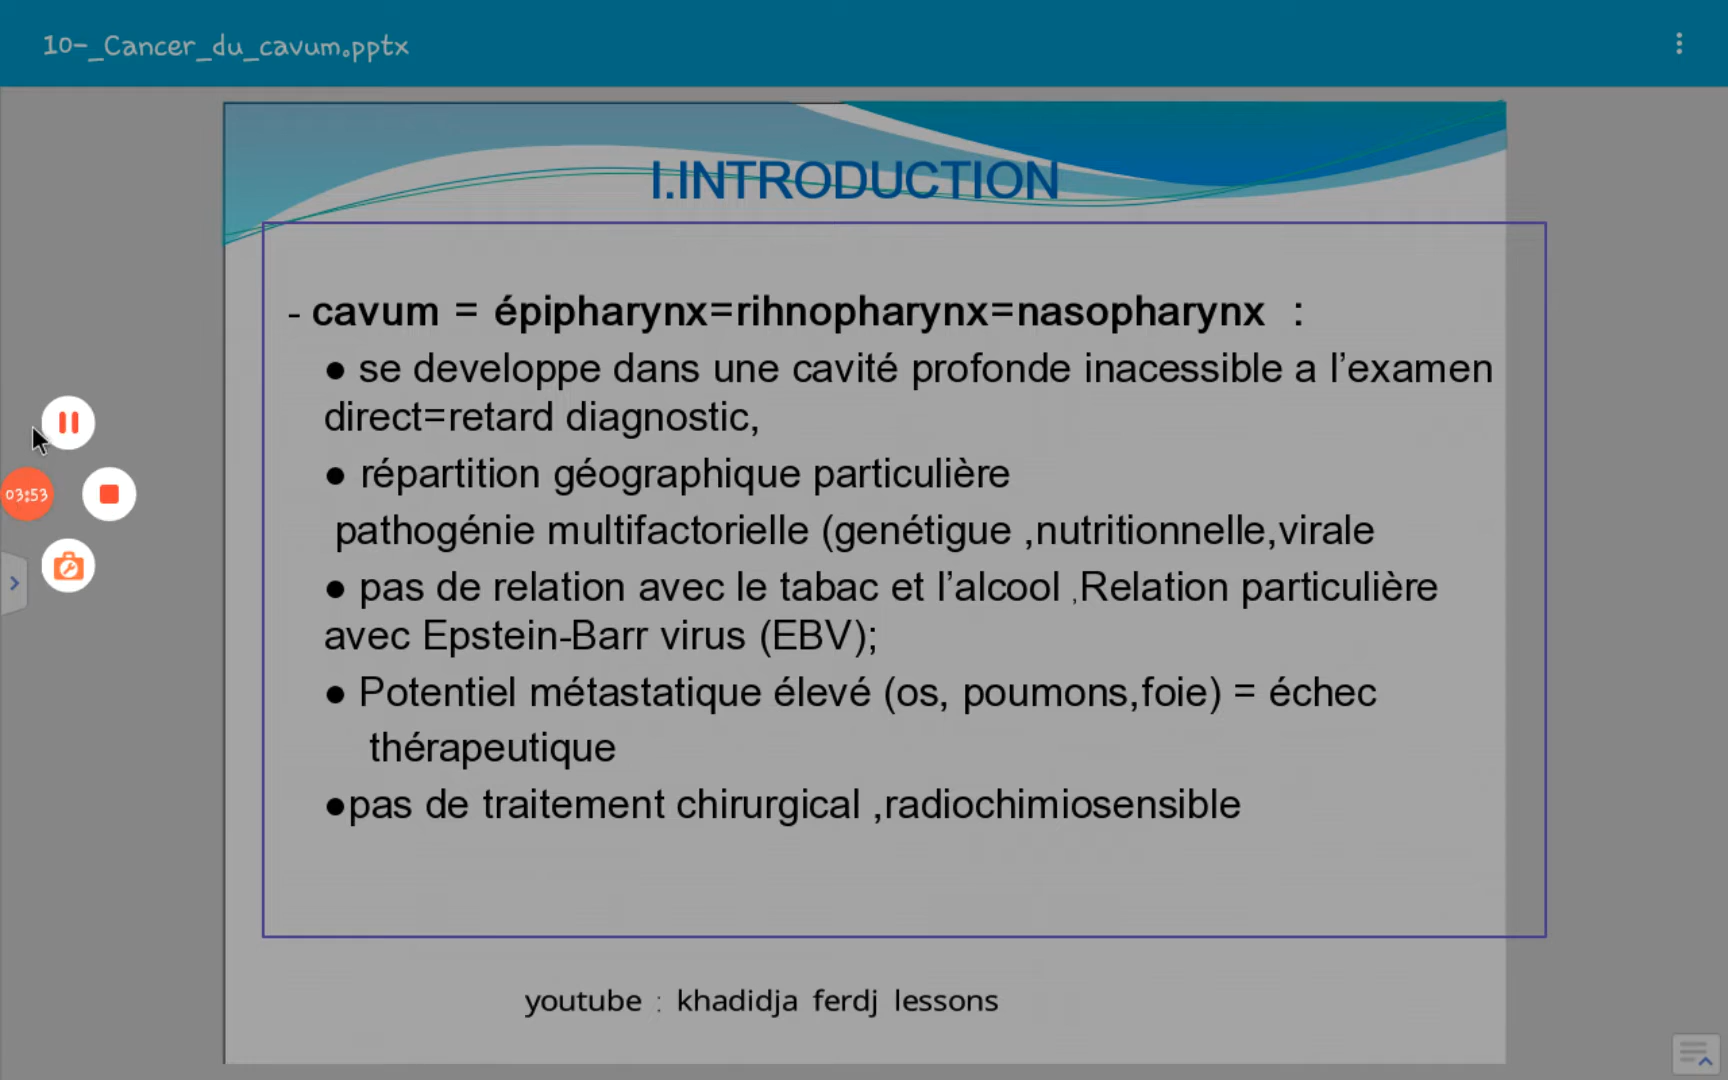 10-_Cancer_du_cavum.pptx
I.INTRODUCTION
- cavum = épipharynx=rihnopharynx=nasopharynx :
● se developpe dans une cavité profonde inacessible a l’examen
direct=retard diagnostic,
● répartition géographique particulière
pathogénie multifactorielle (genétigue ,nutritionnelle,virale
● pas de relation avec le tabac et l’alcool ,Relation particulière
avec Epstein-Barr virus (EBV);
● Potentiel métastatique élevé (os, poumons,foie) = échec
thérapeutique
●pas de traitement chirurgical ,radiochimiosensible
03:53
youtube : khadidja ferdj lessons